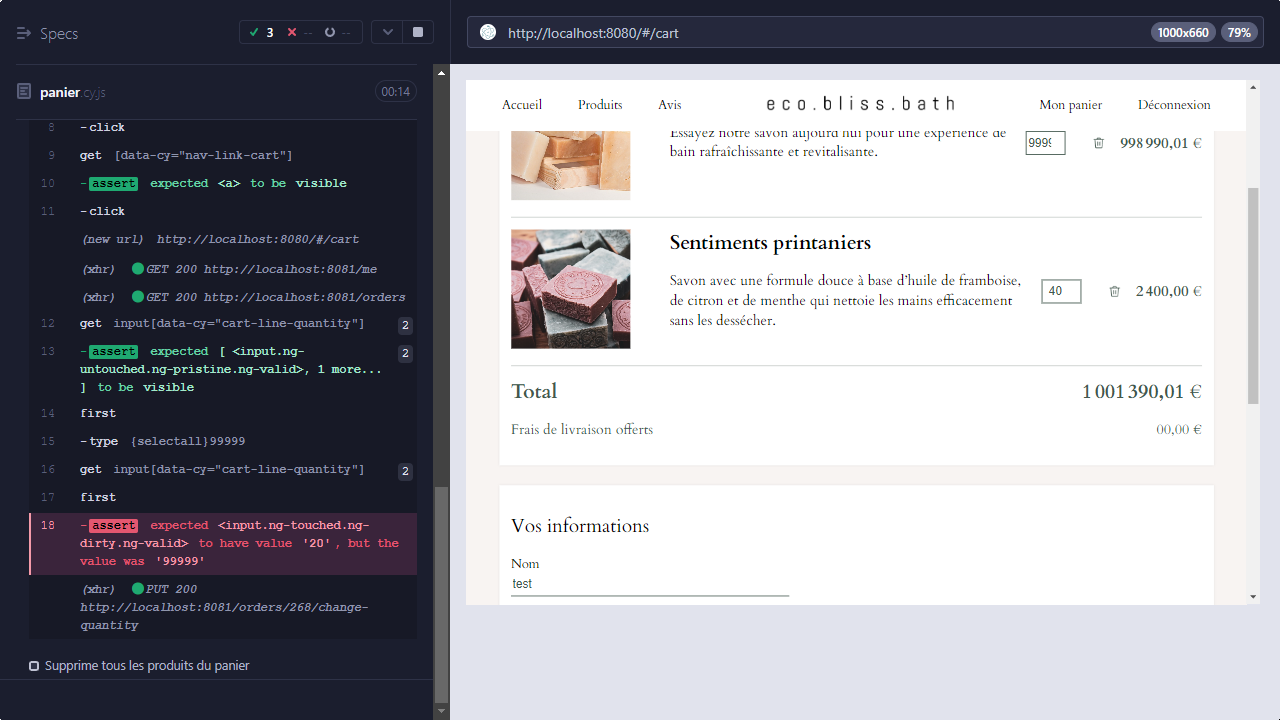 Specs
3
--
--
http://localhost:8080/#/cart
1000x660
79%
panier.cy.js
00:14
8 -click
9 get [data-cy="nav-link-cart"]
10 -assert expected <a> to be visible
11 -click
(new url) http://localhost:8080/#/cart
(xhr) GET 200 http://localhost:8081/me
(xhr) GET 200 http://localhost:8081/orders
12 get input[data-cy="cart-line-quantity"] 2
13 -assert expected [ <input.ng-
untouched.ng-pristine.ng-valid>, 1 more...
] to be visible
2
14 first
15 -type {selectall}99999
16 get input[data-cy="cart-line-quantity"] 2
17 first
18 -assert expected <input.ng-touched.ng-
dirty.ng-valid> to have value '20', but the
value was '99999'
(xhr) PUT 200
http://localhost:8081/orders/268/change-
quantity
Supprime tous les produits du panier
Accueil
Produits
Avis
eco.bliss.bath
Mon panier
Déconnexion
Essayez notre savon aujourd'hui pour une expérience de
bain rafraîchissante et revitalisante.
998 990,01 €
Sentiments printaniers
Savon avec une formule douce à base d'huile de framboise,
de citron et de menthe qui nettoie les mains efficacement
sans les dessécher.
40
2 400,00 €
Total
1 001 390,01 €
Frais de livraison offerts
00,00 €
Vos informations
Nom
test